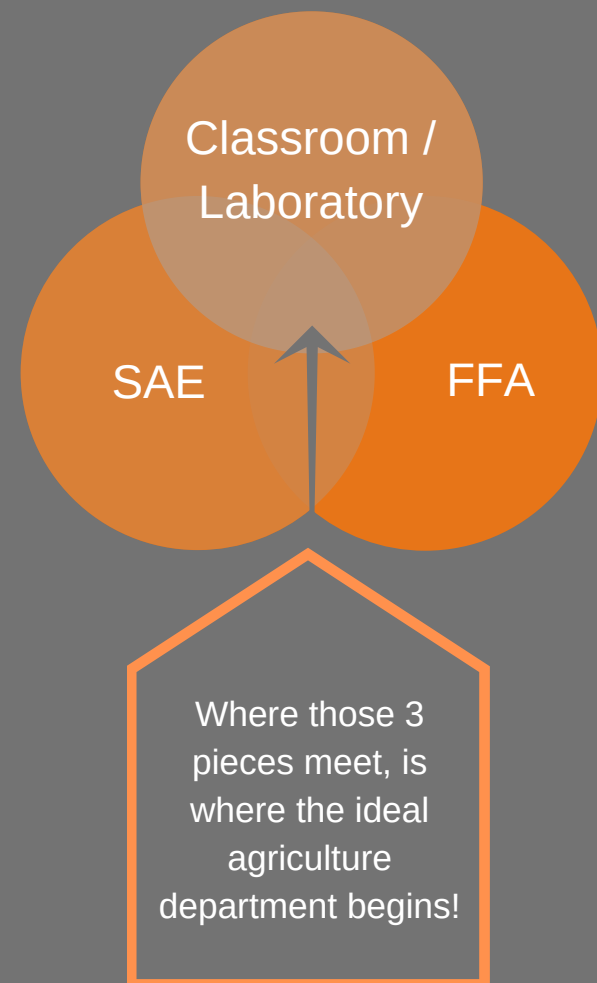 Classroom /
Laboratory
SAE
FFA
Where those 3
pieces meet, is
where the ideal
agriculture
department begins!